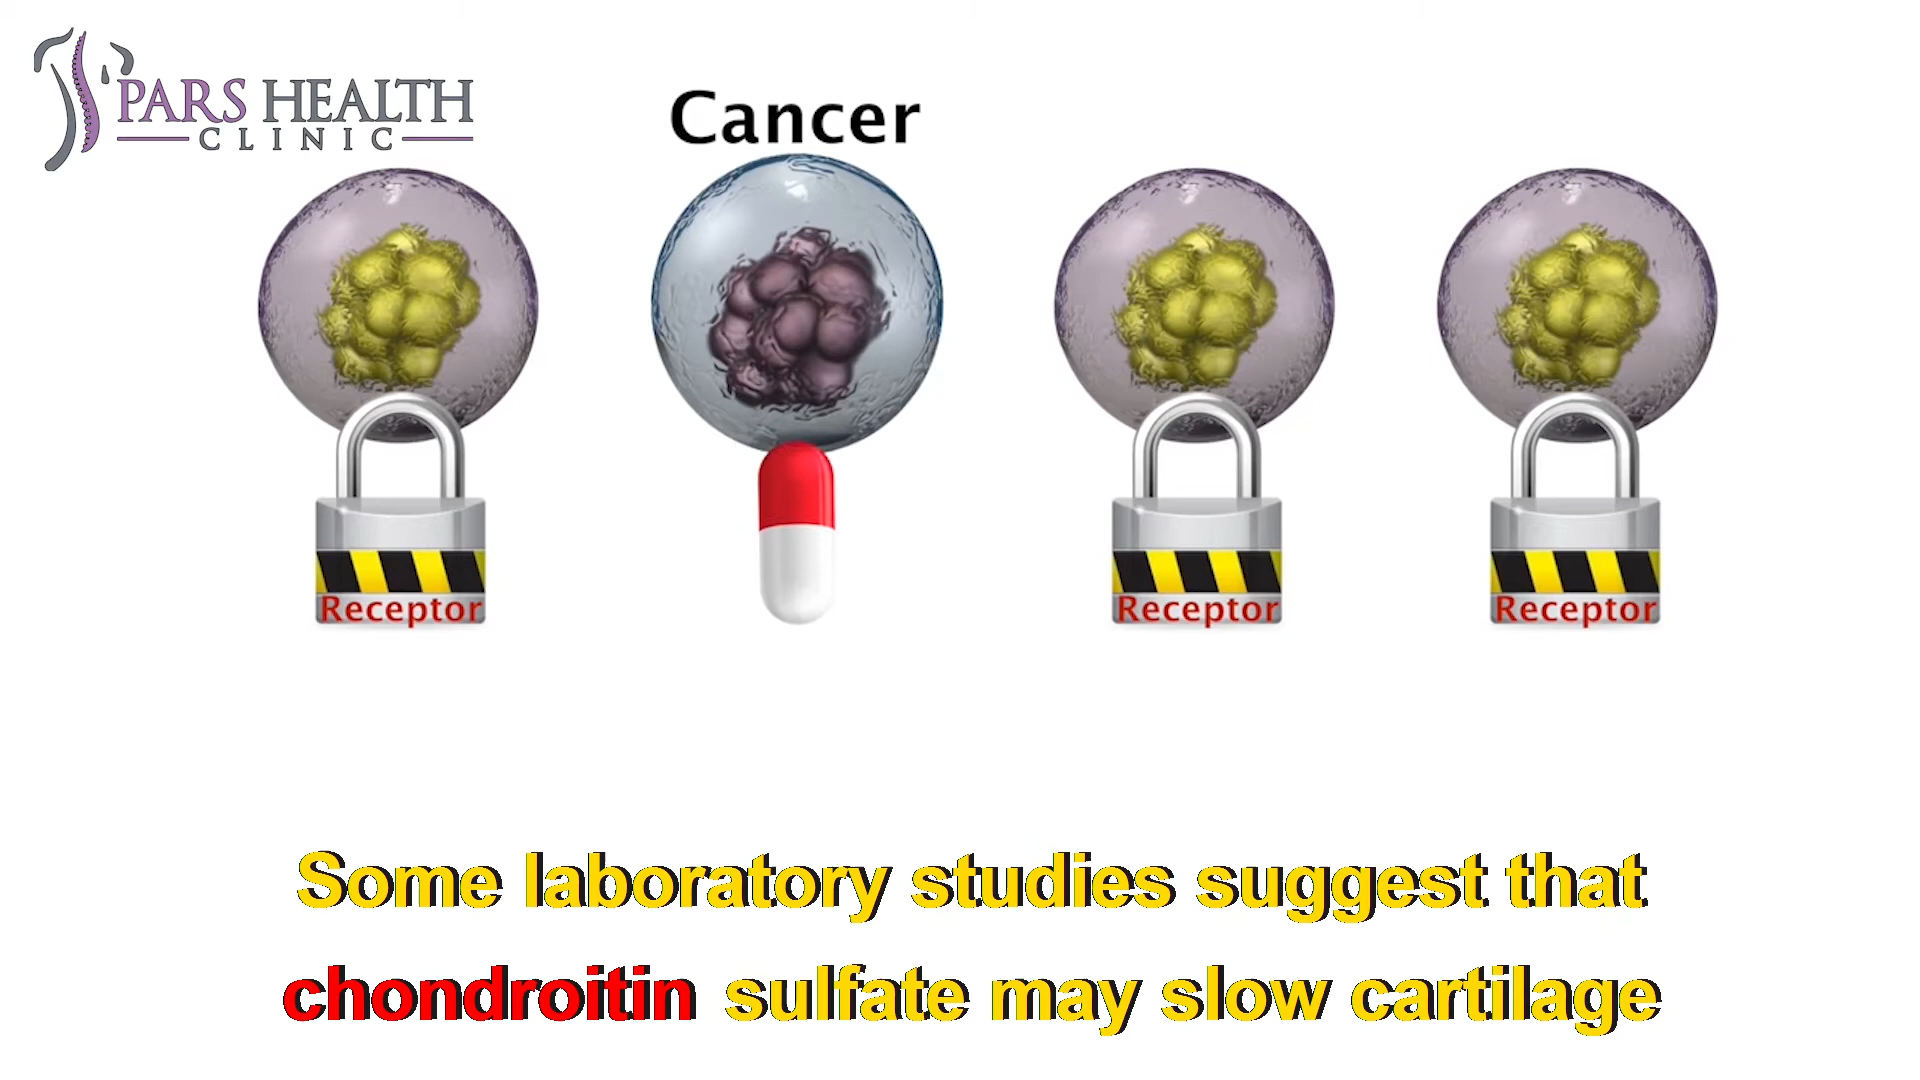 PARS HEALTH
CLINIC
Cancer
Receptor
Receptor
Receptor
Some laboratory studies suggest that
chondroitin sulfate may slow cartilage